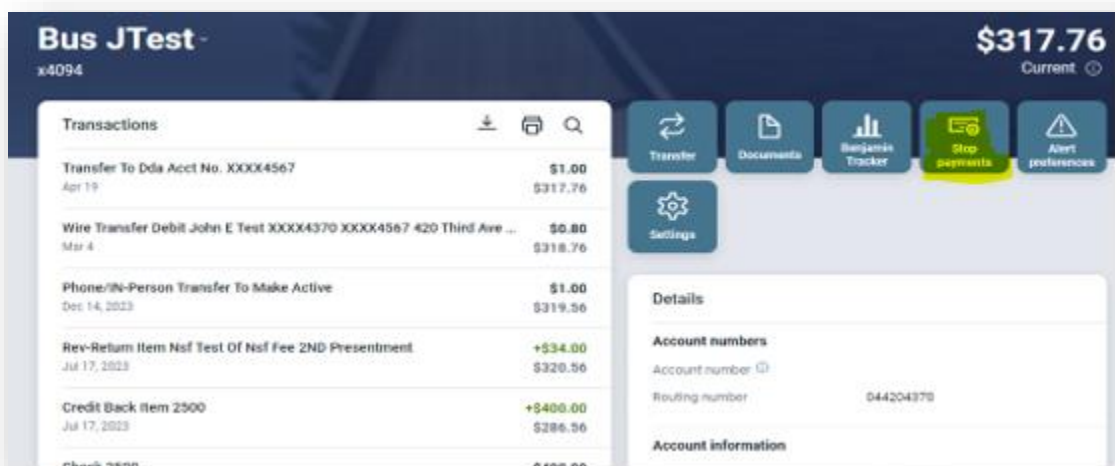 Bus JTest
x4094
$317.76
Current
Transactions
Transfer To Dda Acct No. XXXX4567
$1.00
Apr 19
$317.76
Wire Transfer Debit John E Test XXXX4370 XXXX4567 420 Third Ave ...
$0.80
Mar 4
$318.76
Phone/IN-Person Transfer To Make Active
$1.00
Dec 14, 2023
$319.56
Rev-Return Item Nsf Test Of Nsf Fee 2ND Presentment
+$34.00
Jul 17, 2023
$320.56
Credit Back Item 2500
+$400.00
Jul 17, 2023
$286.56
Transfer
Documents
Benjamin
Tracker
Stop
payments
Alert
preferences
Settings
Details
Account numbers
Account number
Routing number
044204370
Account information